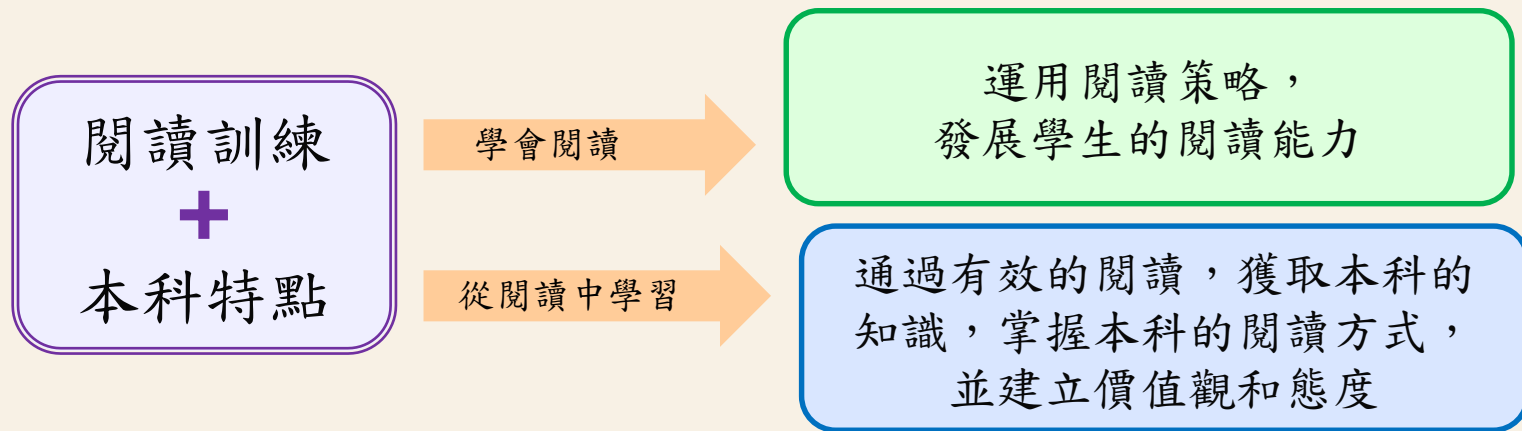 閱讀訓練
+
本科特點
學會閱讀
運用閱讀策略，
發展學生的閱讀能力
從閱讀中學習
通過有效的閱讀，獲取本科的
知識，掌握本科的閱讀方式，
並建立價值觀和態度